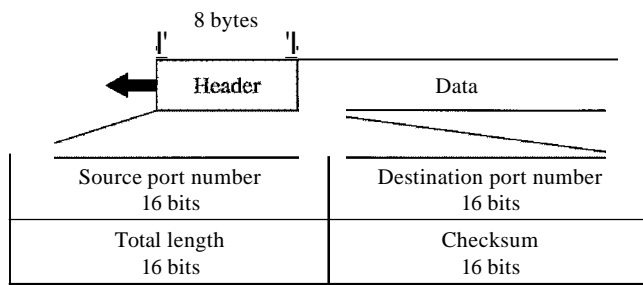 8 bytes
Header
Data
Source port number
16 bits
Destination port number
16 bits
Total length
16 bits
Checksum
16 bits